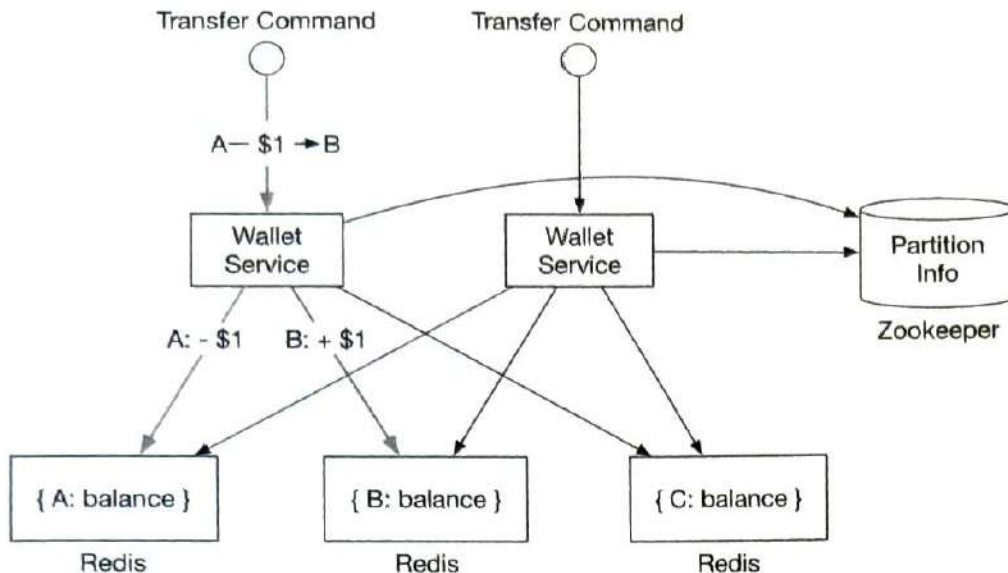 Transfer Command
Transfer Command
A— $1 → B
Wallet
Service
Wallet
Service
Partition
Info
Zookeeper
A: - $1
B: + $1
{ A: balance }
{ B: balance }
{ C: balance }
Redis
Redis
Redis